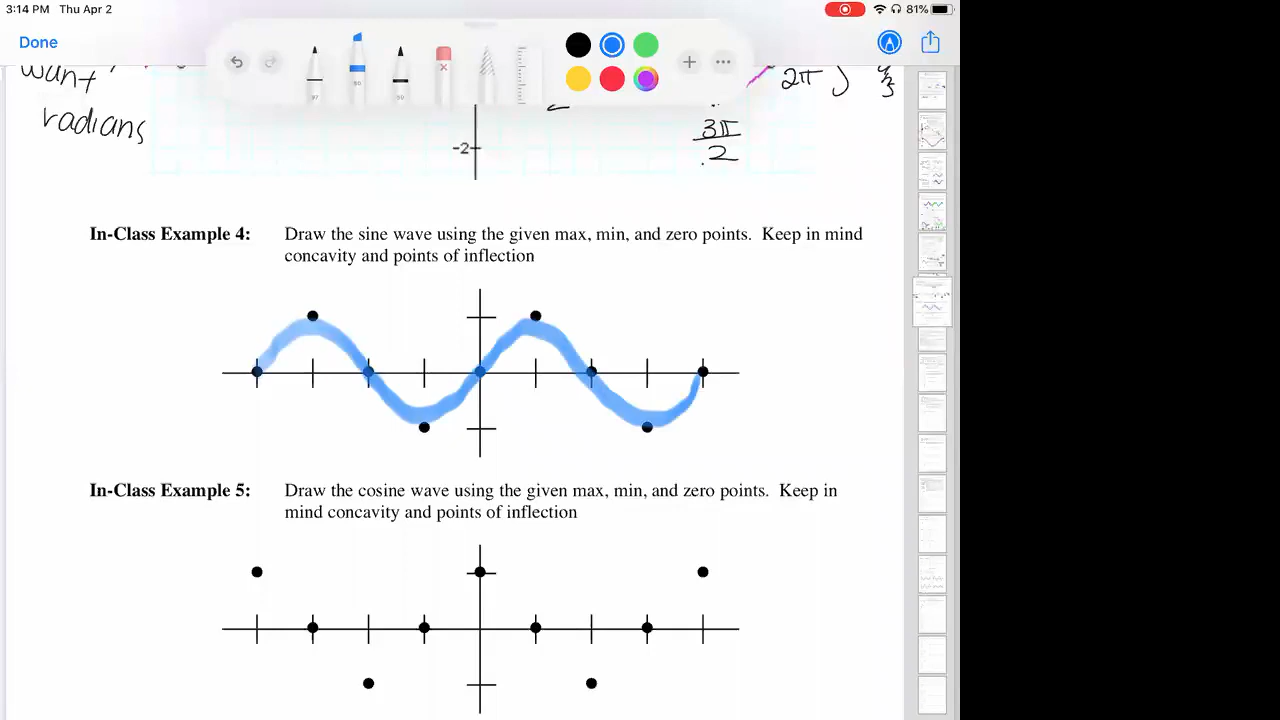 3:14 PM Thu Apr 2
81%
Done
97
50
50
want
radians
-2
2π
3π
2
In-Class Example 4: Draw the sine wave using the given max, min, and zero points. Keep in mind
concavity and points of inflection
In-Class Example 5: Draw the cosine wave using the given max, min, and zero points. Keep in
mind concavity and points of inflection